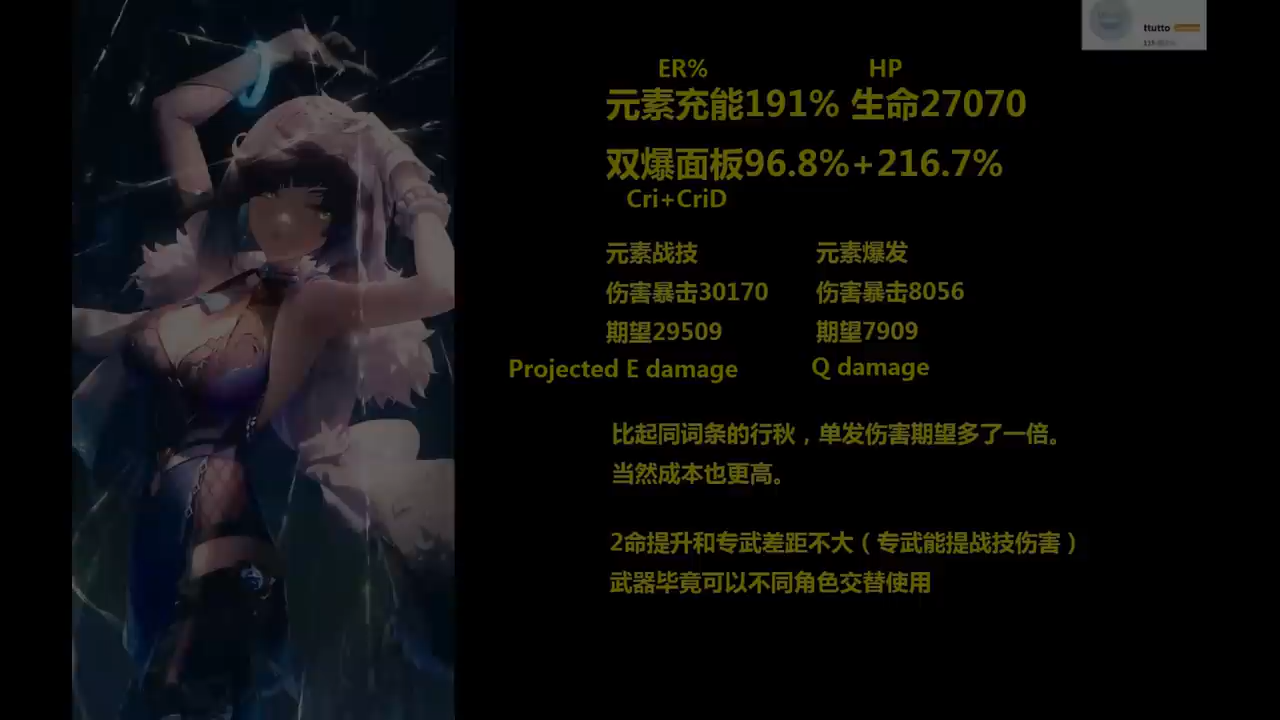 ttutto
ER% HP
元素充能191% 生命27070
双爆面板96.8%+216.7%
Cri+CriD
元素战技 元素爆发
伤害暴击30170 伤害暴击8056
期望29509 期望7909
Projected E damage Q damage
比起同词条的行秋，单发伤害期望多了一倍。
当然成本也更高。
2命提升和专武差距不大（专武能提战技伤害）
武器毕竟可以不同角色交替使用